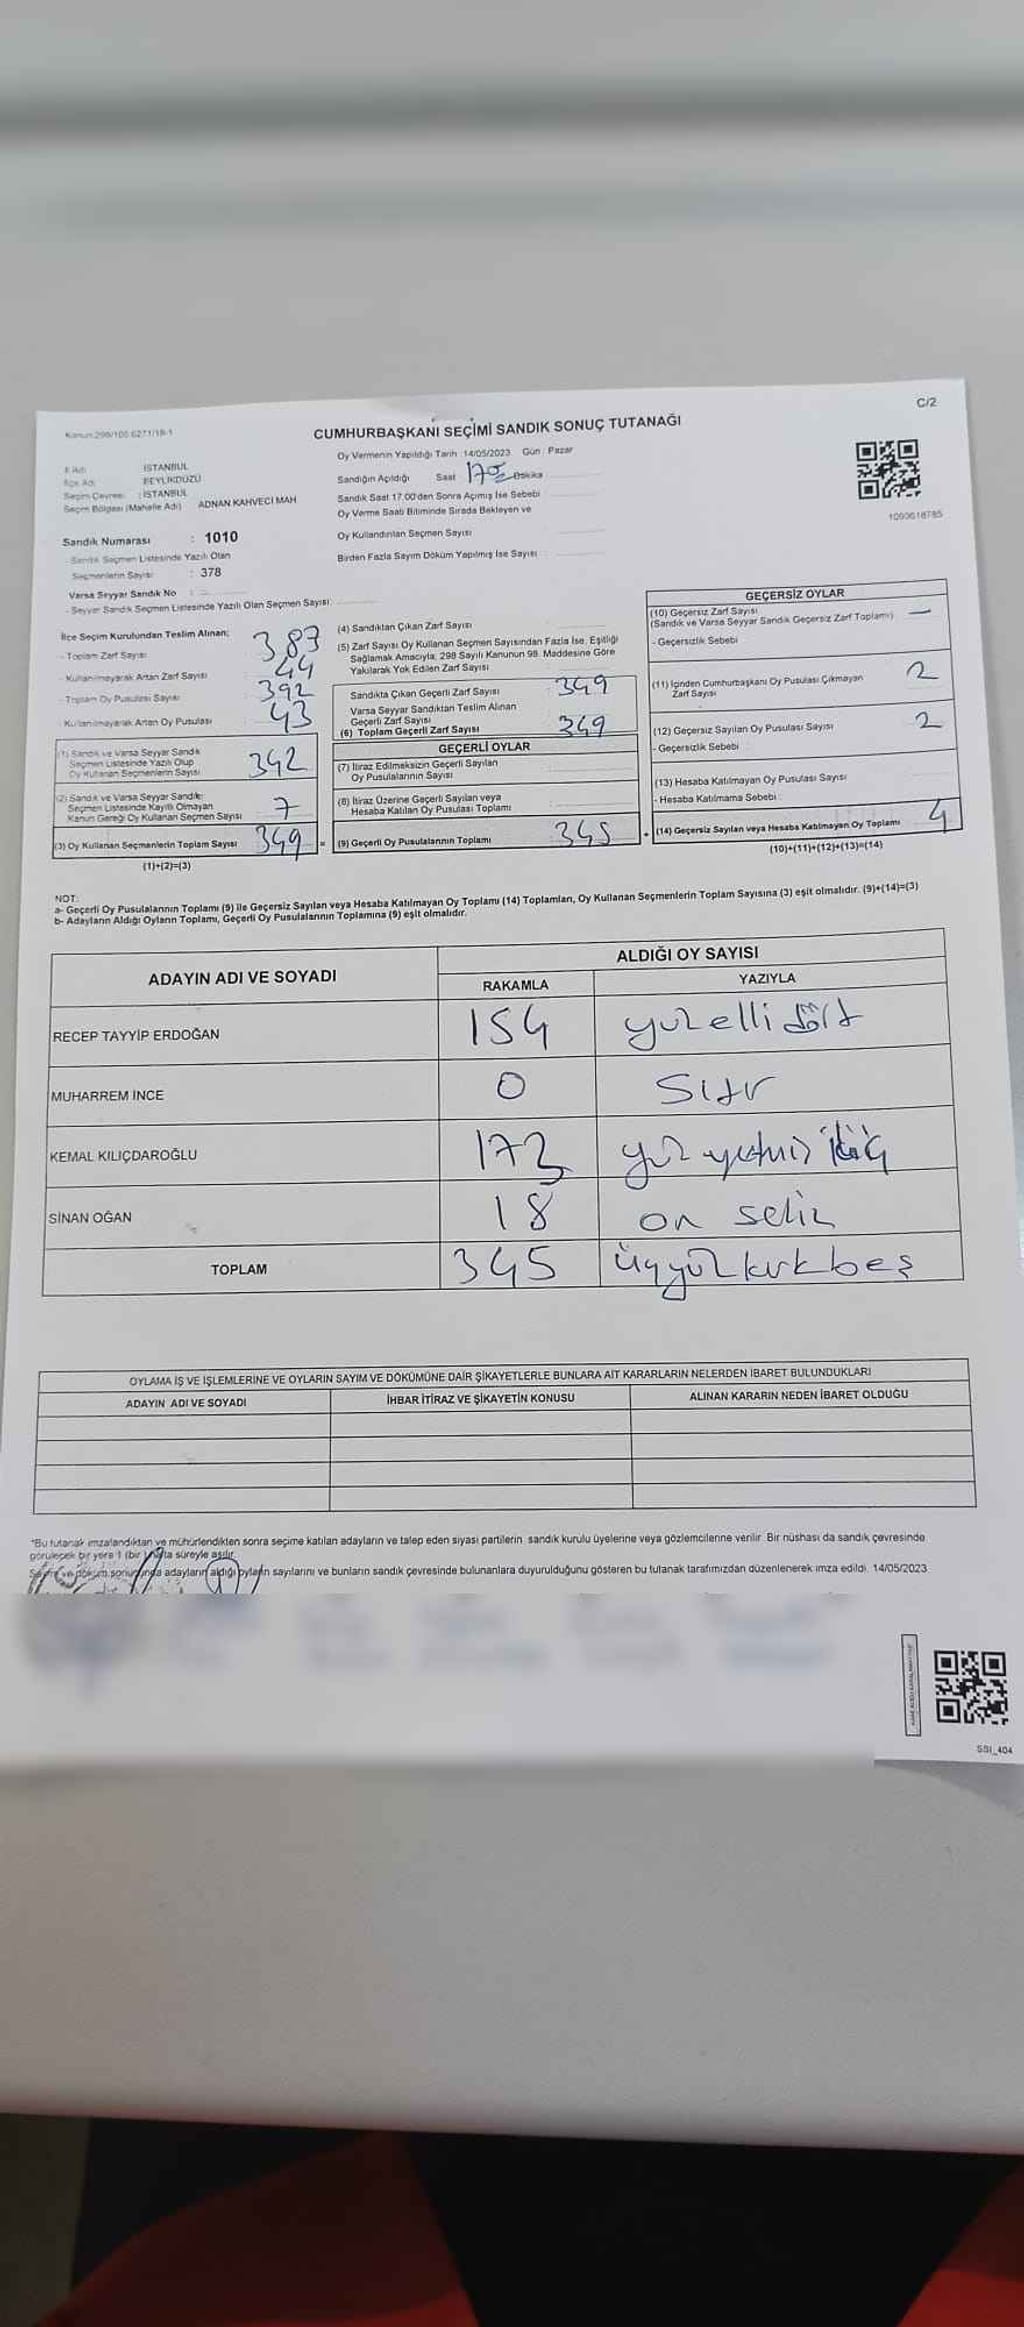 C/2
Kanun:298/105 6271/18-1
CUMHURBAŞKANI SEÇİMİ SANDIK SONUÇ TUTANAĞI
İl Adı : İSTANBUL
İlçe Adı : BEYLİKDÜZÜ
Seçim Çevresi : İSTANBUL
Seçim Bölgesi (Mahalle Adı) ADNAN KAHVECİ MAH
Sandık Numarası : 1010
- Sandık Seçmen Listesinde Yazılı Olan
Seçmenlerin Sayısı : 378
Varsa Seyyar Sandık No :
- Seyyar Sandık Seçmen Listesinde Yazılı Olan Seçmen Sayısı:
Oy Vermenin Yapıldığı Tarih :14/05/2023 Gün : Pazar
Sandığın Açıldığı Saat Dakika
Sandık Saat 17.00'den Sonra Açımış İse Sebebi
Oy Verme Saati Bitiminde Sırada Bekleyen ve
Oy Kullandırılan Seçmen Sayısı
Birden Fazla Sayım Döküm Yapılmış İse Sayısı
1093618785
İlçe Seçim Kurulundan Teslim Alınan;
- Toplam Zarf Sayısı 387
- Kullanılmayarak Artan Zarf Sayısı 44
- Toplam Oy Pusulası Sayısı 392
- Kullanılmayarak Artan Oy Pusulası 43
(1) Sandık ve Varsa Seyyar Sandık
Seçmen Listesinde Yazılı Olup
Oy Kullanan Seçmenlerin Sayısı 342
(2) Sandık ve Varsa Seyyar Sandık
Seçmen Listesinde Kayıtlı Olmayan
Kanun Gereği Oy Kullanan Seçmen Sayısı 7
(3) Oy Kullanan Seçmenlerin Toplam Sayısı 349 =
(1)+(2)=(3)
(4) Sandıktan Çıkan Zarf Sayısı
(5) Zarf Sayısı Oy Kullanan Seçmen Sayısından Fazla İse, Eşitliği
Sağlamak Amacıyla, 298 Sayılı Kanunun 98. Maddesine Göre
Yakılarak Yok Edilen Zarf Sayısı
Sandıkta Çıkan Geçerli Zarf Sayısı 349
Varsa Seyyar Sandıktan Teslim Alınan
Geçerli Zarf Sayısı
(6) Toplam Geçerli Zarf Sayısı 349
GEÇERLİ OYLAR
(7) İtiraz Edilmeksizin Geçerli Sayılan
Oy Pusulalarının Sayısı
(8) İtiraz Üzerine Geçerli Sayılan veya
Hesaba Katılan Oy Pusulası Toplamı
(9) Geçerli Oy Pusulalarının Toplamı 345 +
GEÇERSİZ OYLAR
(10) Geçersiz Zarf Sayısı
(Sandık ve Varsa Seyyar Sandık Geçersiz Zarf Toplamı) —
- Geçersizlik Sebebi
(11) İçinden Cumhurbaşkanı Oy Pusulası Çıkmayan
Zarf Sayısı 2
(12) Geçersiz Sayılan Oy Pusulası Sayısı 2
- Geçersizlik Sebebi
(13) Hesaba Katılmayan Oy Pusulası Sayısı
- Hesaba Katılmama Sebebi :
(14) Geçersiz Sayılan veya Hesaba Katılmayan Oy Toplamı 4
(10)+(11)+(12)+(13)=(14)
NOT:
a- Geçerli Oy Pusulalarının Toplamı (9) ile Geçersiz Sayılan veya Hesaba Katılmayan Oy Toplamı (14) Toplamları, Oy Kullanan Seçmenlerin Toplam Sayısına (3) eşit olmalıdır. (9)+(14)=(3)
b- Adayların Aldığı Oyların Toplamı, Geçerli Oy Pusulalarının Toplamına (9) eşit olmalıdır.
ADAYIN ADI VE SOYADI ALDIĞI OY SAYISI
RAKAMLA YAZIYLA
RECEP TAYYİP ERDOĞAN 154 yüzelli dört
MUHARREM İNCE 0 Sıfır
KEMAL KILIÇDAROĞLU 173 yüz yetmiş
SİNAN OĞAN 18 on sekiz
TOPLAM 345 üçyüz kırk beş
OYLAMA İŞ VE İŞLEMLERİNE VE OYLARIN SAYIM VE DÖKÜMÜNE DAİR ŞİKAYETLERLE BUNLARA AİT KARARLARIN NELERDEN İBARET BULUNDUKLARI
ADAYIN ADI VE SOYADI İHBAR İTİRAZ VE ŞİKAYETİN KONUSU ALINAN KARARIN NEDEN İBARET OLDUĞU
*Bu tutanak imzalandıktan ve mühürlendikten sonra seçime katılan adayların ve talep eden siyasi partilerin sandık kurulu üyelerine veya gözlemcilerine verilir. Bir nüshası da sandık çevresinde
görülecek bir yere 1 (bir) hafta süreyle asılır.
Sayım ve döküm sonucunda adayların aldığı oyların sayılarını ve bunların sandık çevresinde bulunanlara duyurulduğunu gösteren bu tutanak tarafımızdan düzenlenerek imza edildi. 14/05/2023
SSI_404